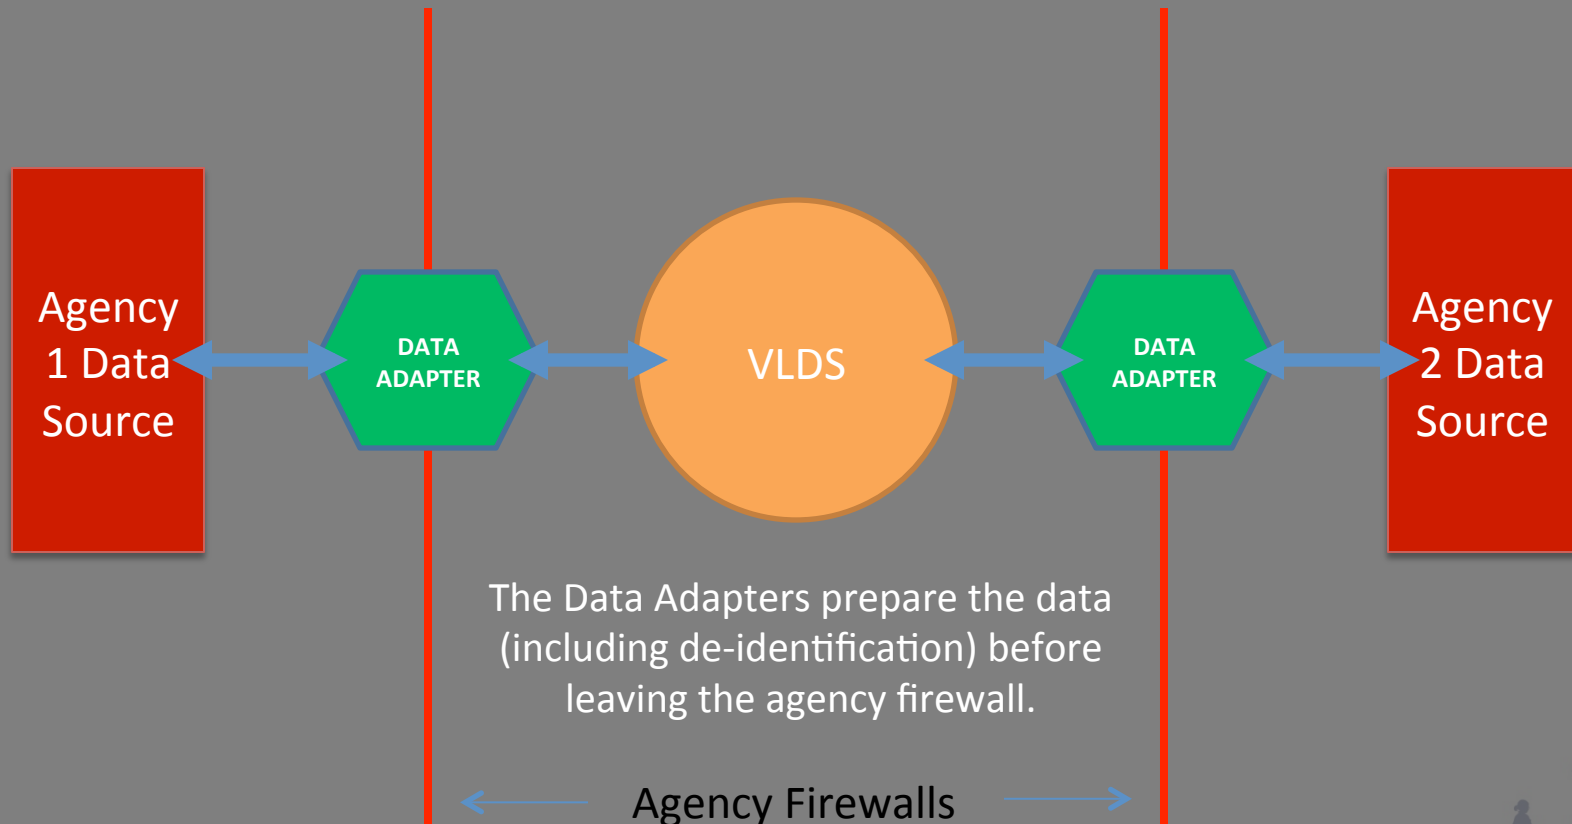 Agency
1 Data
Source
DATA
ADAPTER
VLDS
DATA
ADAPTER
Agency
2 Data
Source
The Data Adapters prepare the data
(including de-identification) before
leaving the agency firewall.
Agency Firewalls